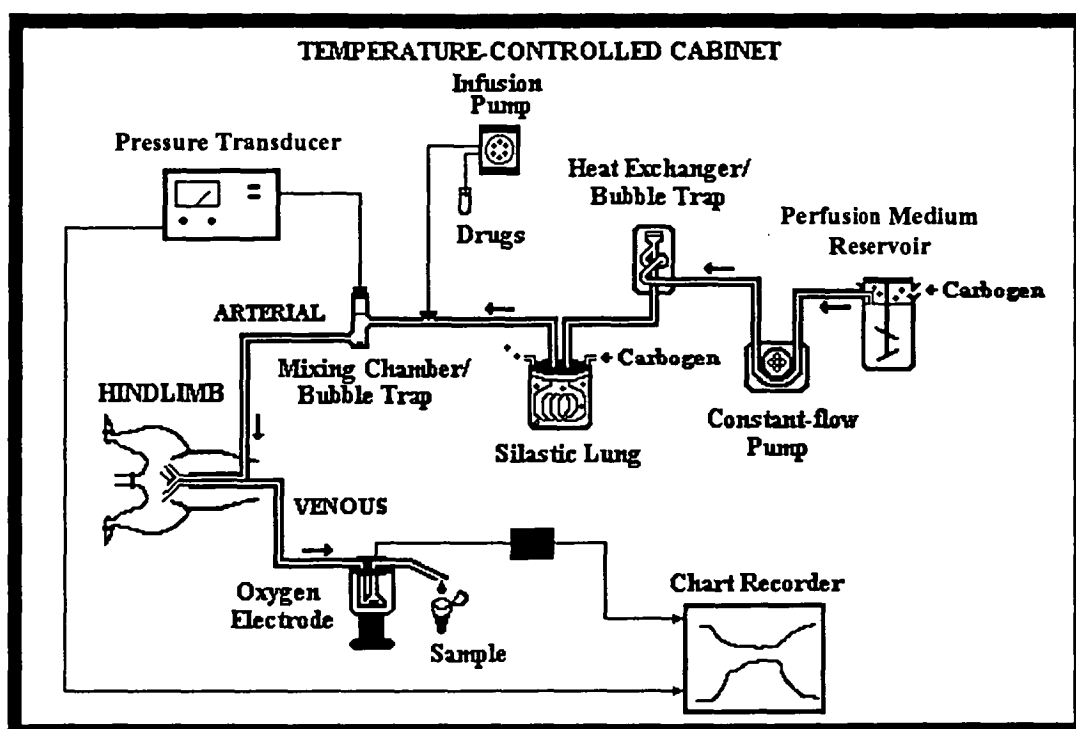 TEMPERATURE-CONTROLLED CABINET
Infusion
Pump
Pressure Transducer
Heat Exchanger/
Bubble Trap
Perfusion Medium
Reservoir
Drugs
Carbogen
ARTERIAL
Mixing Chamber/
Bubble Trap
Carbogen
HINDLIMB
Silastic Lung
Constant-flow
Pump
VENOUS
Oxygen
Electrode
Sample
Chart Recorder